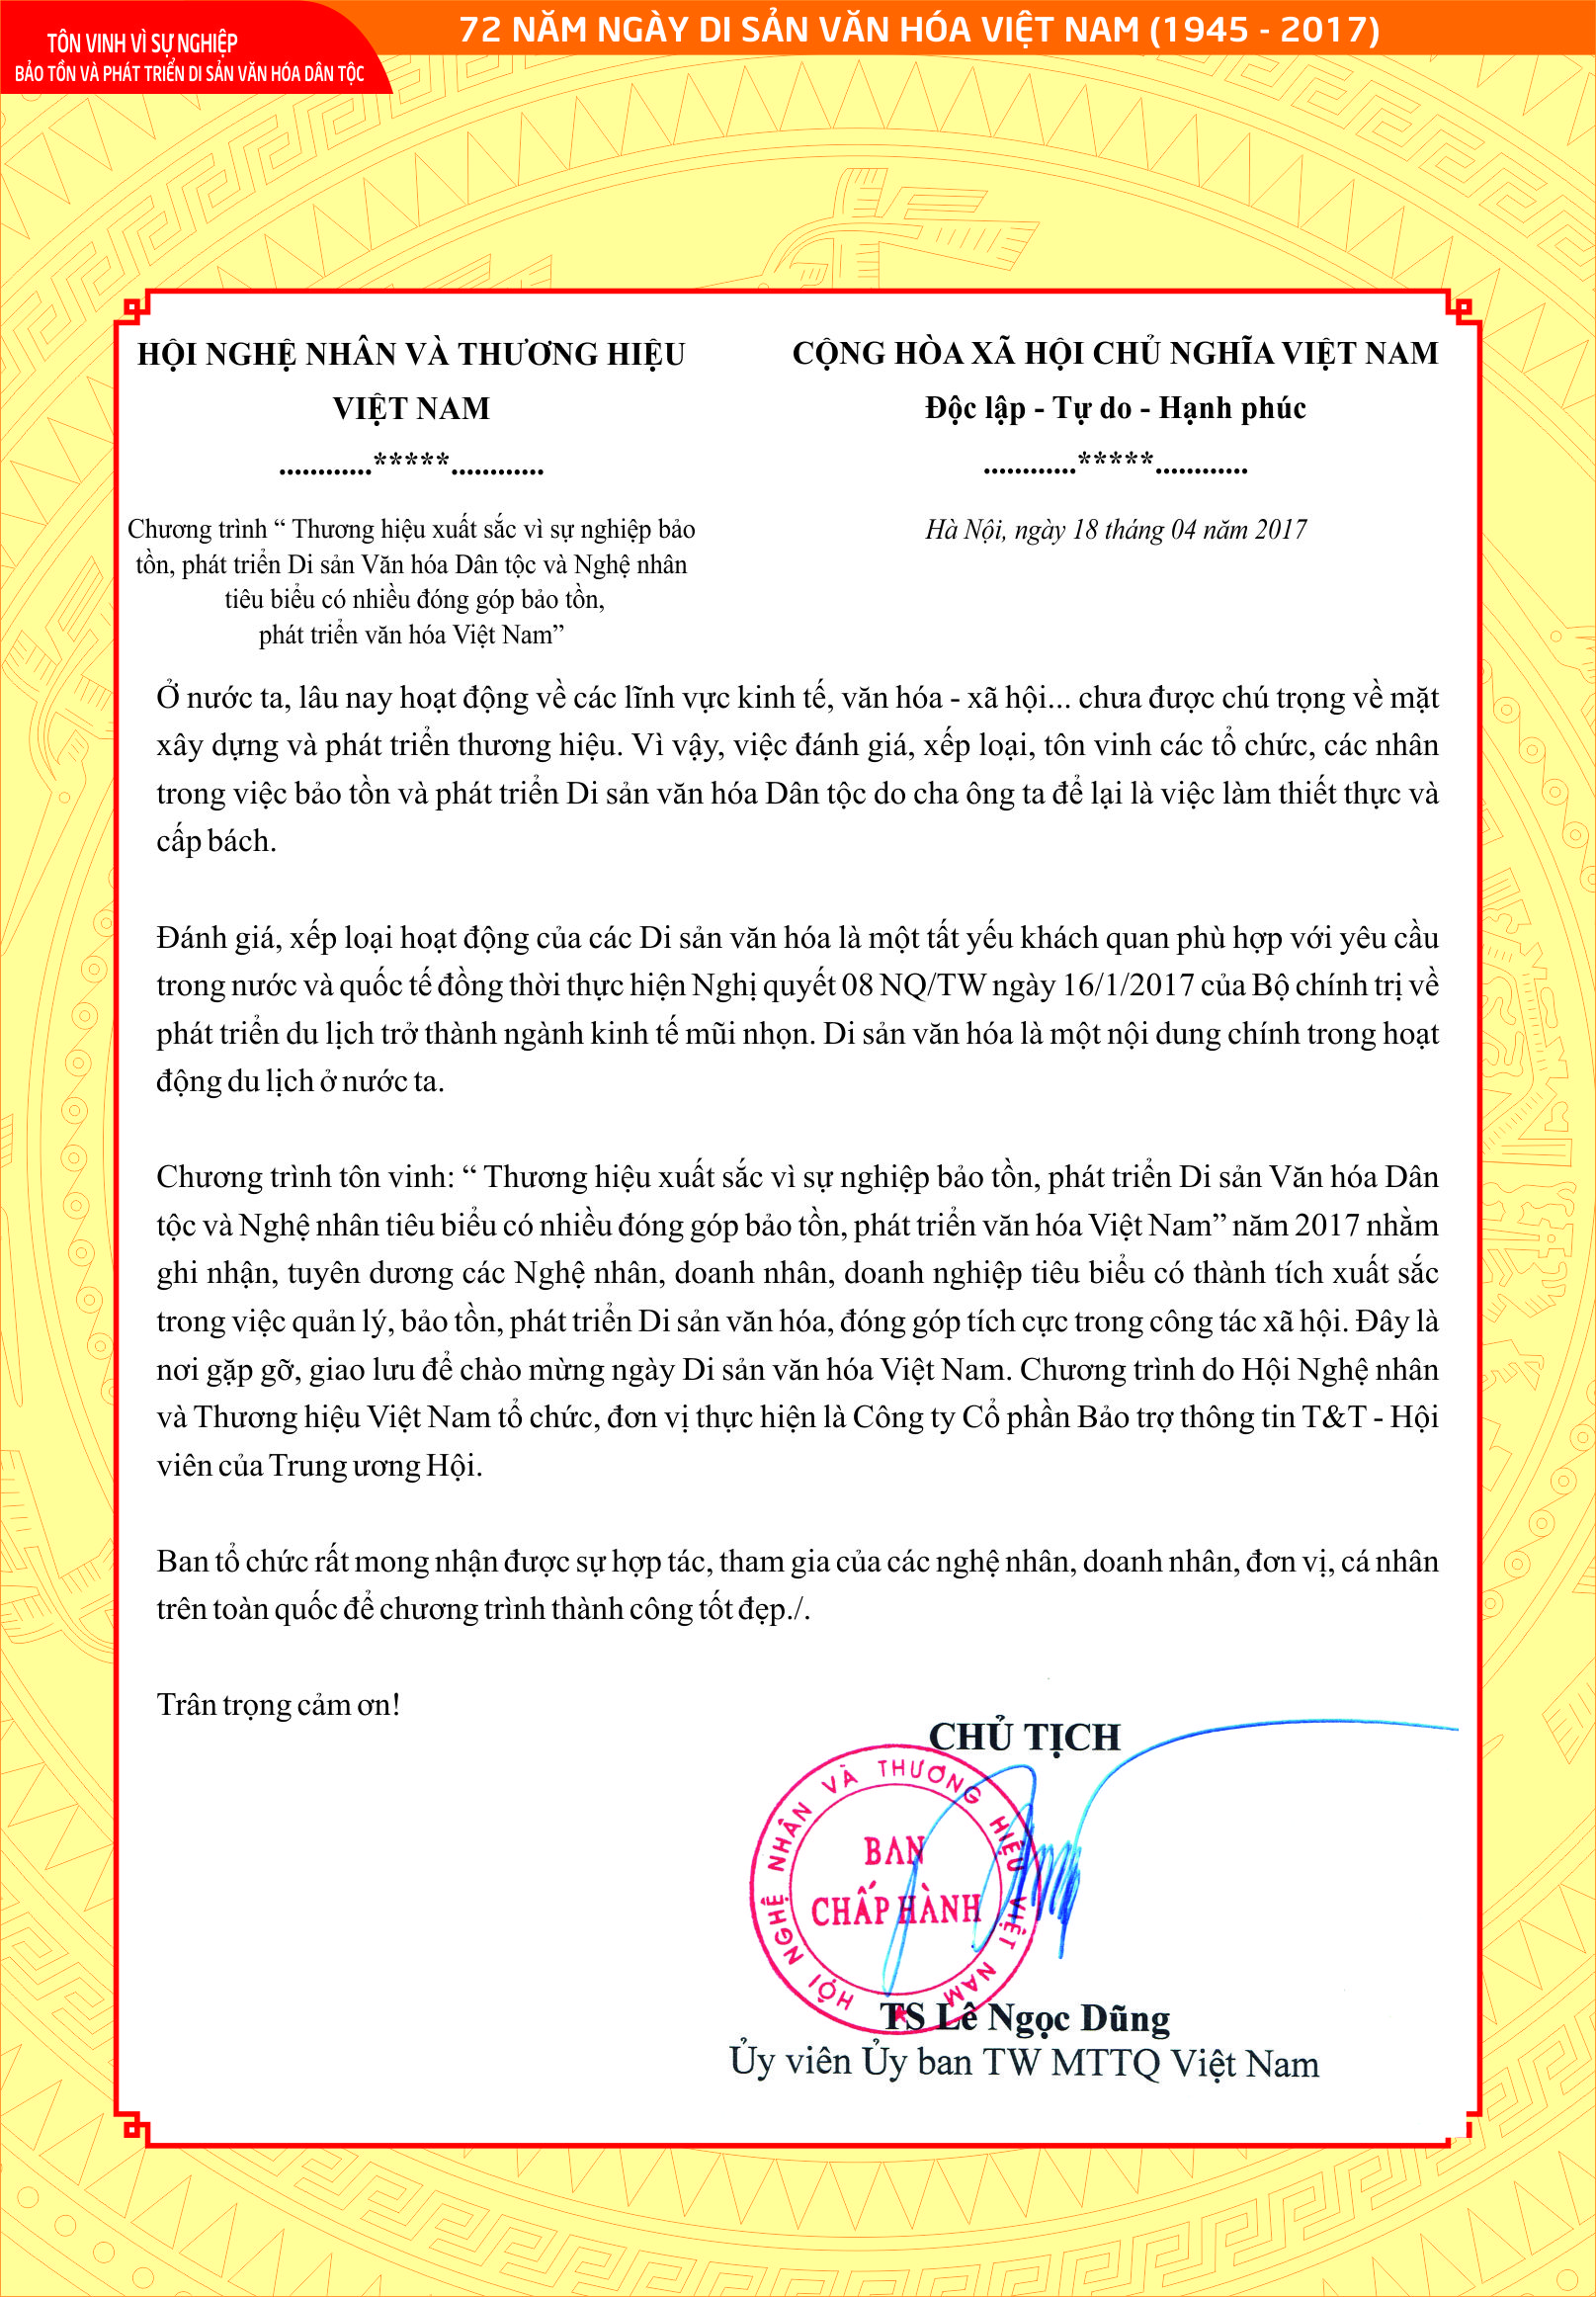 TÔN VINH VÌ SỰ NGHIỆP
BẢO TỒN VÀ PHÁT TRIỂN DI SẢN VĂN HÓA DÂN TỘC
72 NĂM NGÀY DI SẢN VĂN HÓA VIỆT NAM (1945 - 2017)
HỘI NGHỆ NHÂN VÀ THƯƠNG HIỆU
VIỆT NAM
............*****............
Chương trình “ Thương hiệu xuất sắc vì sự nghiệp bảo
tồn, phát triển Di sản Văn hóa Dân tộc và Nghệ nhân
tiêu biểu có nhiều đóng góp bảo tồn,
phát triển văn hóa Việt Nam”
CỘNG HÒA XÃ HỘI CHỦ NGHĨA VIỆT NAM
Độc lập - Tự do - Hạnh phúc
............*****............
Hà Nội, ngày 18 tháng 04 năm 2017
Ở nước ta, lâu nay hoạt động về các lĩnh vực kinh tế, văn hóa - xã hội... chưa được chú trọng về mặt
xây dựng và phát triển thương hiệu. Vì vậy, việc đánh giá, xếp loại, tôn vinh các tổ chức, các nhân
trong việc bảo tồn và phát triển Di sản văn hóa Dân tộc do cha ông ta để lại là việc làm thiết thực và
cấp bách.
Đánh giá, xếp loại hoạt động của các Di sản văn hóa là một tất yếu khách quan phù hợp với yêu cầu
trong nước và quốc tế đồng thời thực hiện Nghị quyết 08 NQ/TW ngày 16/1/2017 của Bộ chính trị về
phát triển du lịch trở thành ngành kinh tế mũi nhọn. Di sản văn hóa là một nội dung chính trong hoạt
động du lịch ở nước ta.
Chương trình tôn vinh: “ Thương hiệu xuất sắc vì sự nghiệp bảo tồn, phát triển Di sản Văn hóa Dân
tộc và Nghệ nhân tiêu biểu có nhiều đóng góp bảo tồn, phát triển văn hóa Việt Nam” năm 2017 nhằm
ghi nhận, tuyên dương các Nghệ nhân, doanh nhân, doanh nghiệp tiêu biểu có thành tích xuất sắc
trong việc quản lý, bảo tồn, phát triển Di sản văn hóa, đóng góp tích cực trong công tác xã hội. Đây là
nơi gặp gỡ, giao lưu để chào mừng ngày Di sản văn hóa Việt Nam. Chương trình do Hội Nghệ nhân
và Thương hiệu Việt Nam tổ chức, đơn vị thực hiện là Công ty Cổ phần Bảo trợ thông tin T&T - Hội
viên của Trung ương Hội.
Ban tổ chức rất mong nhận được sự hợp tác, tham gia của các nghệ nhân, doanh nhân, đơn vị, cá nhân
trên toàn quốc để chương trình thành công tốt đẹp./.
Trân trọng cảm ơn!
CHỦ TỊCH
HỘI NGHỆ NHÂN VÀ THƯƠNG HIỆU VIỆT NAM
BAN
CHẤP HÀNH
TS Lê Ngọc Dũng
Ủy viên Ủy ban TW MTTQ Việt Nam